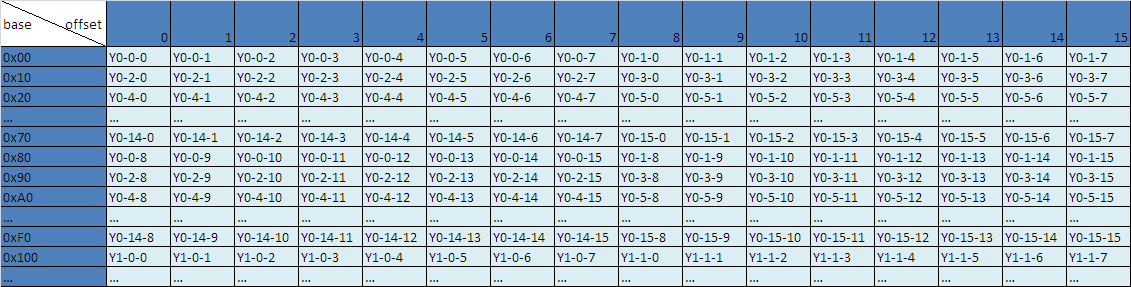 base offset 0 1 2 3 4 5 6 7 8 9 10 11 12 13 14 15
0x00 Y0-0-0 Y0-0-1 Y0-0-2 Y0-0-3 Y0-0-4 Y0-0-5 Y0-0-6 Y0-0-7 Y0-1-0 Y0-1-1 Y0-1-2 Y0-1-3 Y0-1-4 Y0-1-5 Y0-1-6 Y0-1-7
0x10 Y0-2-0 Y0-2-1 Y0-2-2 Y0-2-3 Y0-2-4 Y0-2-5 Y0-2-6 Y0-2-7 Y0-3-0 Y0-3-1 Y0-3-2 Y0-3-3 Y0-3-4 Y0-3-5 Y0-3-6 Y0-3-7
0x20 Y0-4-0 Y0-4-1 Y0-4-2 Y0-4-3 Y0-4-4 Y0-4-5 Y0-4-6 Y0-4-7 Y0-5-0 Y0-5-1 Y0-5-2 Y0-5-3 Y0-5-4 Y0-5-5 Y0-5-6 Y0-5-7
... ... ... ... ... ... ... ... ... ... ... ... ... ... ... ... ...
0x70 Y0-14-0 Y0-14-1 Y0-14-2 Y0-14-3 Y0-14-4 Y0-14-5 Y0-14-6 Y0-14-7 Y0-15-0 Y0-15-1 Y0-15-2 Y0-15-3 Y0-15-4 Y0-15-5 Y0-15-6 Y0-15-7
0x80 Y0-0-8 Y0-0-9 Y0-0-10 Y0-0-11 Y0-0-12 Y0-0-13 Y0-0-14 Y0-0-15 Y0-1-8 Y0-1-9 Y0-1-10 Y0-1-11 Y0-1-12 Y0-1-13 Y0-1-14 Y0-1-15
0x90 Y0-2-8 Y0-2-9 Y0-2-10 Y0-2-11 Y0-2-12 Y0-2-13 Y0-2-14 Y0-2-15 Y0-3-8 Y0-3-9 Y0-3-10 Y0-3-11 Y0-3-12 Y0-3-13 Y0-3-14 Y0-3-15
0xA0 Y0-4-8 Y0-4-9 Y0-4-10 Y0-4-11 Y0-4-12 Y0-4-13 Y0-4-14 Y0-4-15 Y0-5-8 Y0-5-9 Y0-5-10 Y0-5-11 Y0-5-12 Y0-5-13 Y0-5-14 Y0-5-15
... ... ... ... ... ... ... ... ... ... ... ... ... ... ... ... ...
0xF0 Y0-14-8 Y0-14-9 Y0-14-10 Y0-14-11 Y0-14-12 Y0-14-13 Y0-14-14 Y0-14-15 Y0-15-8 Y0-15-9 Y0-15-10 Y0-15-11 Y0-15-12 Y0-15-13 Y0-15-14 Y0-15-15
0x100 Y1-0-0 Y1-0-1 Y1-0-2 Y1-0-3 Y1-0-4 Y1-0-5 Y1-0-6 Y1-0-7 Y1-1-0 Y1-1-1 Y1-1-2 Y1-1-3 Y1-1-4 Y1-1-5 Y1-1-6 Y1-1-7
... ... ... ... ... ... ... ... ... ... ... ... ... ... ... ... ...